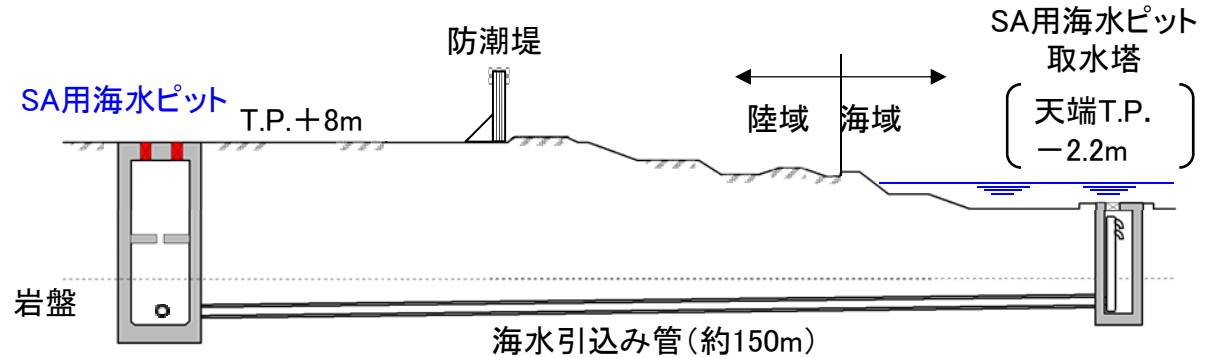 防潮堤
SA用海水ピット
取水塔
天端T.P.
－2.2m
SA用海水ピット
T.P.＋8m
陸域
海域
岩盤
海水引込み管(約150m)